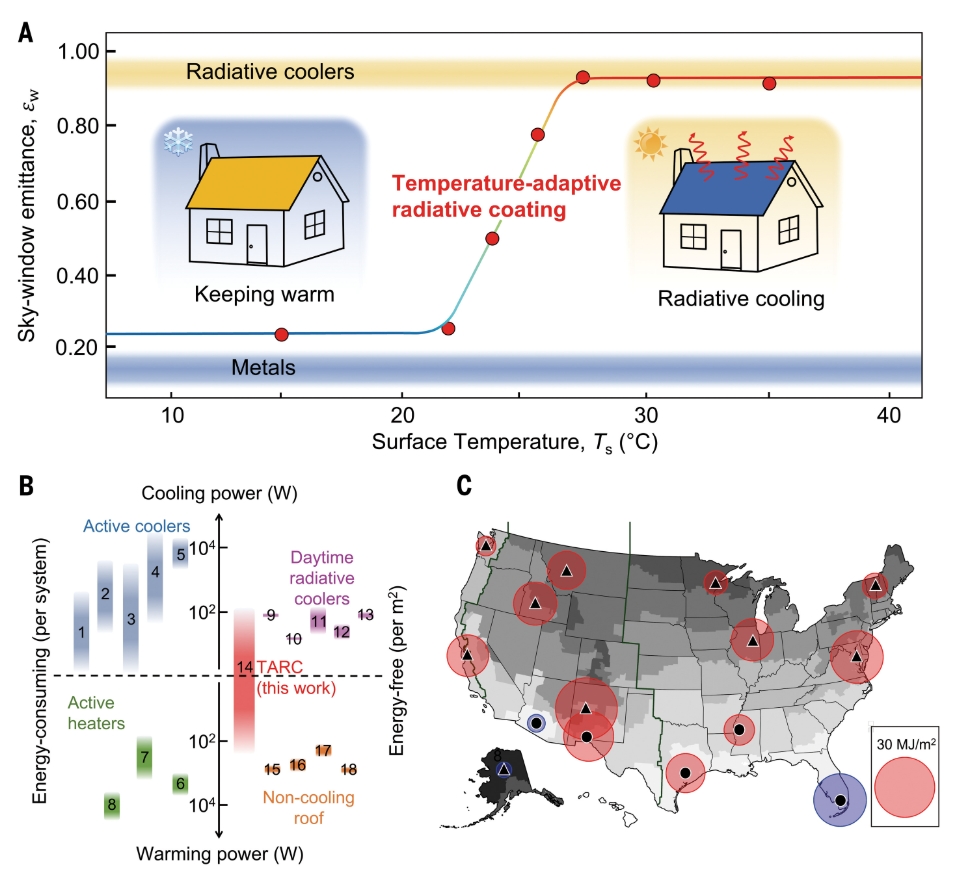 A
Sky-window emittance, εw
1.00
0.80
0.60
0.40
0.20
Radiative coolers
Temperature-adaptive
radiative coating
Keeping warm
Radiative cooling
Metals
10
20
30
40
Surface Temperature, Ts (°C)
B
Cooling power (W)
Energy-consuming (per system)
Active coolers
1
2
3
4
5
10⁴
10²
Daytime
radiative
coolers
9
10
11
12
13
14
TARC
(this work)
Active
heaters
7
6
8
10²
10⁴
15
16
17
18
Non-cooling
roof
Energy-free (per m²)
Warming power (W)
C
8
30 MJ/m²